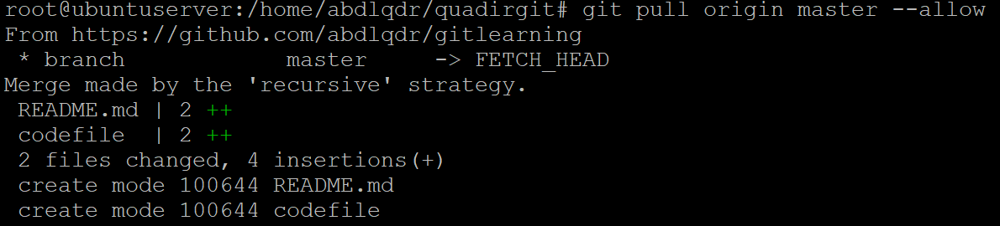 root@ubuntuserver:/home/abdlqdr/quadirgit# git pull origin master --allow
From https://github.com/abdlqdr/gitlearning
 * branch            master     -> FETCH_HEAD
Merge made by the 'recursive' strategy.
 README.md | 2 ++
 codefile  | 2 ++
 2 files changed, 4 insertions(+)
 create mode 100644 README.md
 create mode 100644 codefile